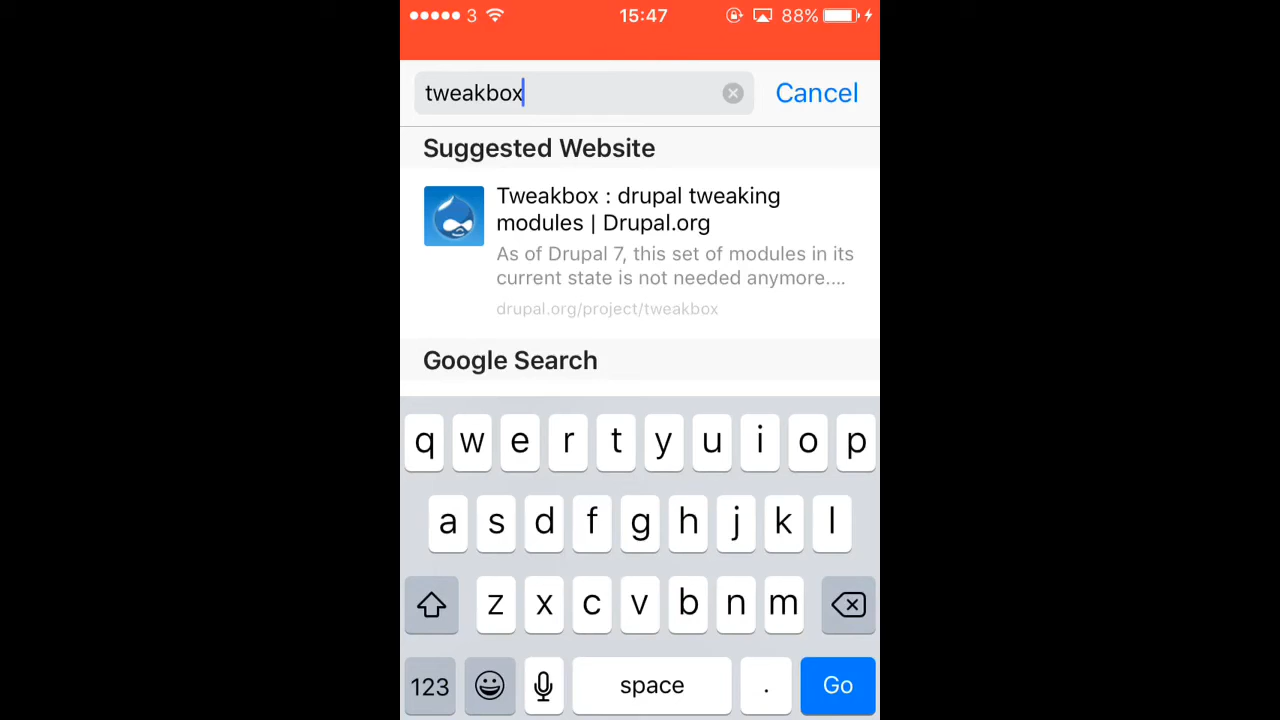 3 15:47 88%
tweakbox Cancel
Suggested Website
Tweakbox : drupal tweaking
modules | Drupal.org
As of Drupal 7, this set of modules in its
current state is not needed anymore....
drupal.org/project/tweakbox
Google Search
q w e r t y u i o p
a s d f g h j k l
z x c v b n m
123 space . Go